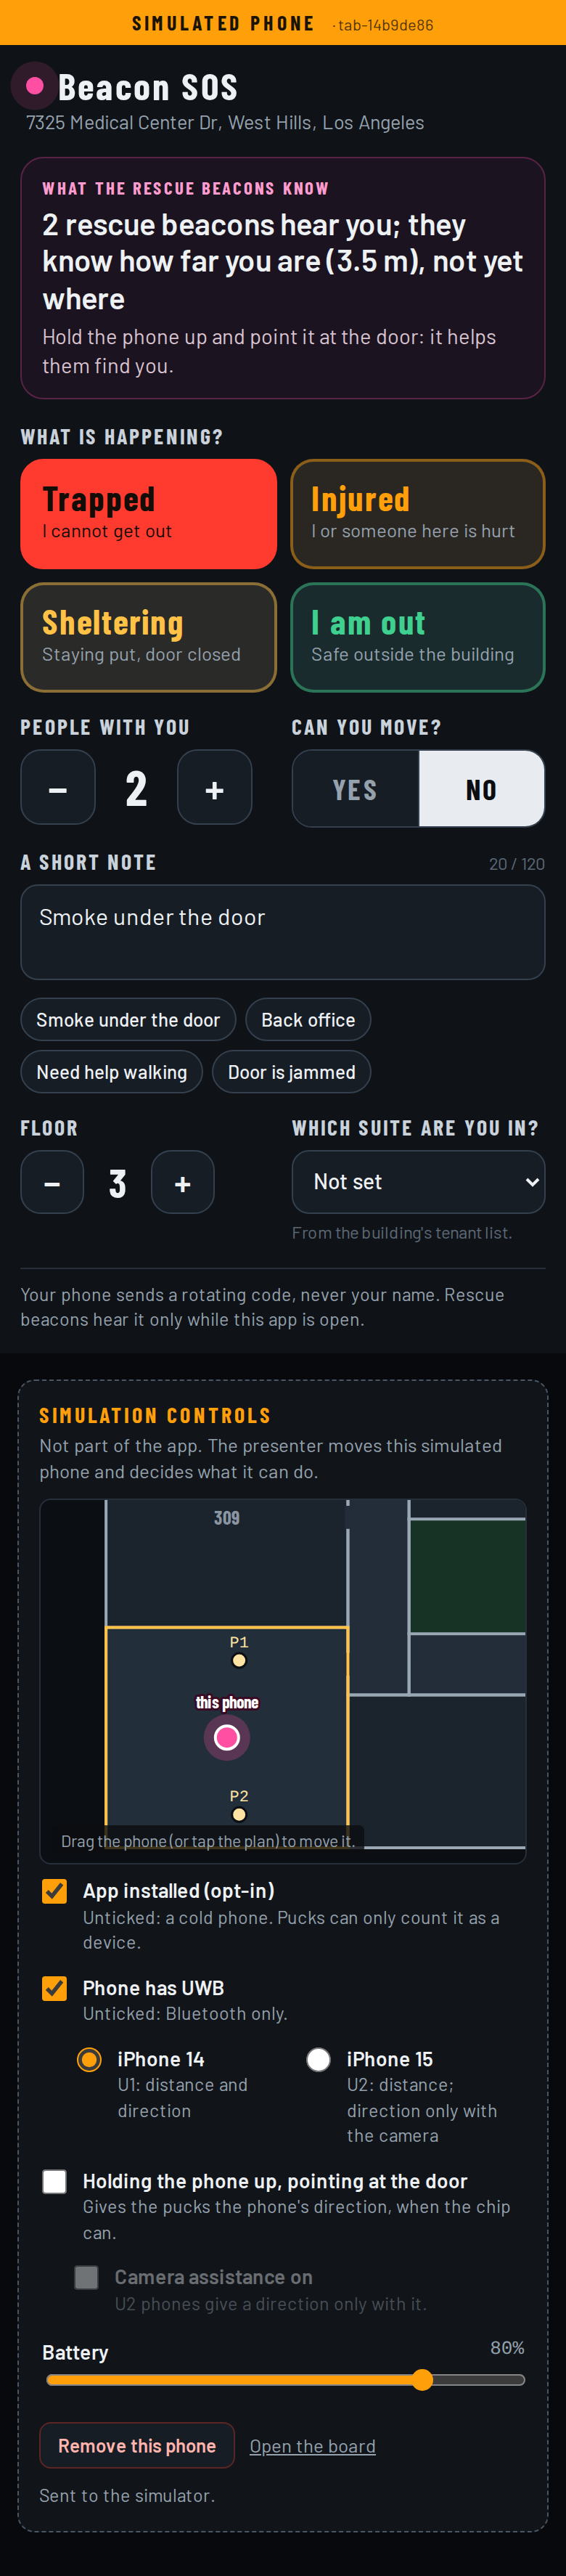 SIMULATED PHONE · tab-14b9de86
Beacon SOS
7325 Medical Center Dr, West Hills, Los Angeles
WHAT THE RESCUE BEACONS KNOW
2 rescue beacons hear you; they
know how far you are (3.5 m), not yet
where
Hold the phone up and point it at the door: it helps
them find you.
WHAT IS HAPPENING?
Trapped
I cannot get out
Injured
I or someone here is hurt
Sheltering
Staying put, door closed
I am out
Safe outside the building
PEOPLE WITH YOU
− 2 +
CAN YOU MOVE?
YES NO
A SHORT NOTE
20 / 120
Smoke under the door
Smoke under the door
Back office
Need help walking
Door is jammed
FLOOR
− 3 +
WHICH SUITE ARE YOU IN?
Not set
From the building's tenant list.
Your phone sends a rotating code, never your name. Rescue
beacons hear it only while this app is open.
SIMULATION CONTROLS
Not part of the app. The presenter moves this simulated
phone and decides what it can do.
309
P1
this phone
P2
Drag the phone (or tap the plan) to move it.
App installed (opt-in)
Unticked: a cold phone. Pucks can only count it as a
device.
Phone has UWB
Unticked: Bluetooth only.
iPhone 14
U1: distance and
direction
iPhone 15
U2: distance;
direction only with
the camera
Holding the phone up, pointing at the door
Gives the pucks the phone's direction, when the chip
can.
Camera assistance on
U2 phones give a direction only with it.
Battery
80%
Remove this phone
Open the board
Sent to the simulator.